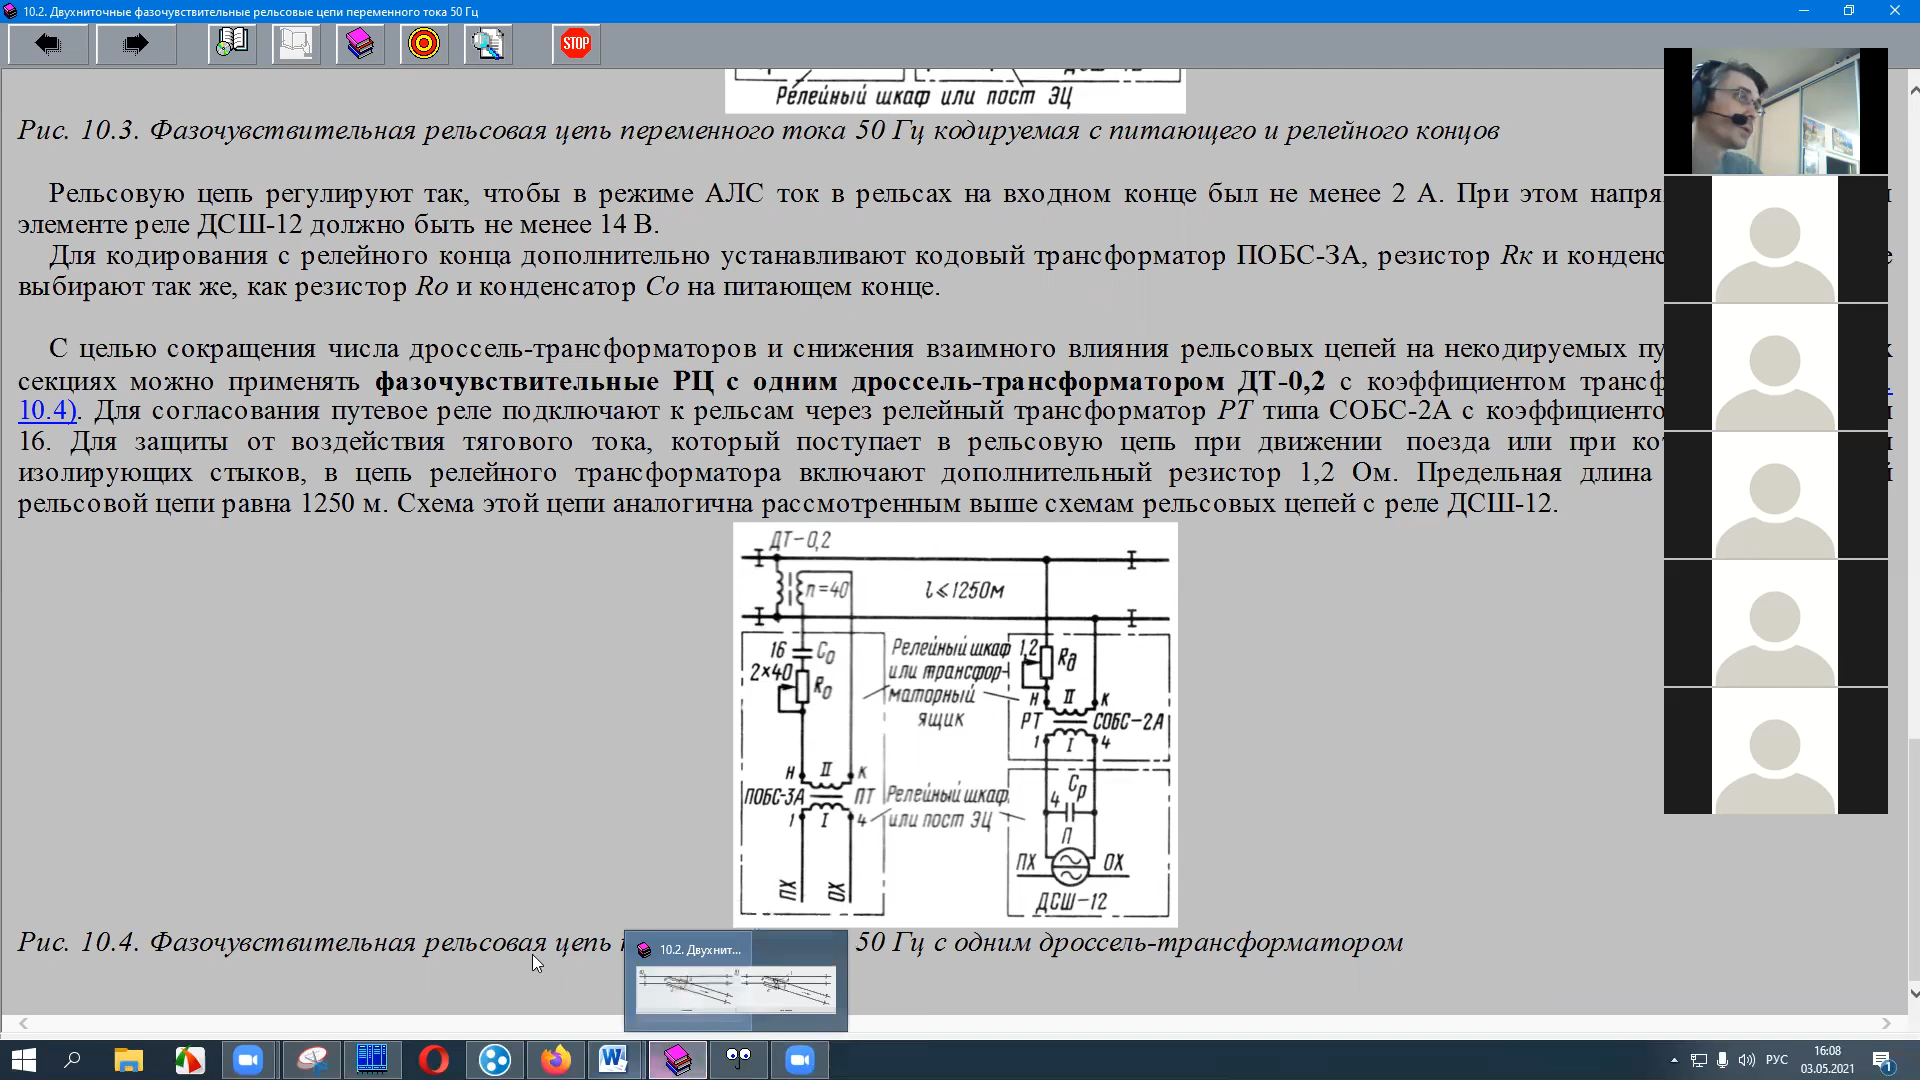 10.2. Двухниточные фазочувствительные рельсовые цепи переменного тока 50 Гц
STOP
Релейный шкаф или пост ЭЦ
Рис. 10.3. Фазочувствительная рельсовая цепь переменного тока 50 Гц кодируемая с питающего и релейного концов
Рельсовую цепь регулируют так, чтобы в режиме АЛС ток в рельсах на входном конце был не менее 2 А. При этом
элементе реле ДСШ-12 должно быть не менее 14 В.
Для кодирования с релейного конца дополнительно устанавливают кодовый трансформатор ПОБС-3А, резистор Rк и
выбирают так же, как резистор Rо и конденсатор Со на питающем конце.
С целью сокращения числа дроссель-трансформаторов и снижения взаимного влияния рельсовых цепей на некодируемых
секциях можно применять фазочувствительные РЦ с одним дроссель-трансформатором ДТ-0,2 с коэффициентом
10.4). Для согласования путевое реле подключают к рельсам через релейный трансформатор РТ типа СОБС-2А с
16. Для защиты от воздействия тягового тока, который поступает в рельсовую цепь при движении поезда или при
изолирующих стыков, в цепь релейного трансформатора включают дополнительный резистор 1,2 Ом. Предельная длина
рельсовой цепи равна 1250 м. Схема этой цепи аналогична рассмотренным выше схемам рельсовых цепей с реле ДСШ-12.
ДТ-0,2
n=40
l⩽1250м
16 Cо
2×40
Rо
Релейный шкаф
или трансфор-
маторный
ящик
1,2
Rд
Н II К
РТ СОБС-2А
1 I 4
Н II К
ПОБС-3А ПТ
1 I 4
Релейный шкаф
или пост ЭЦ
Cр
4
П
ПХ ОХ
ДСШ-12
ПХ ОХ
Рис. 10.4. Фазочувствительная рельсовая цепь 50 Гц с одним дроссель-трансформатором
10.2. Двухнит...
РУС
16:08
03.05.2021
1